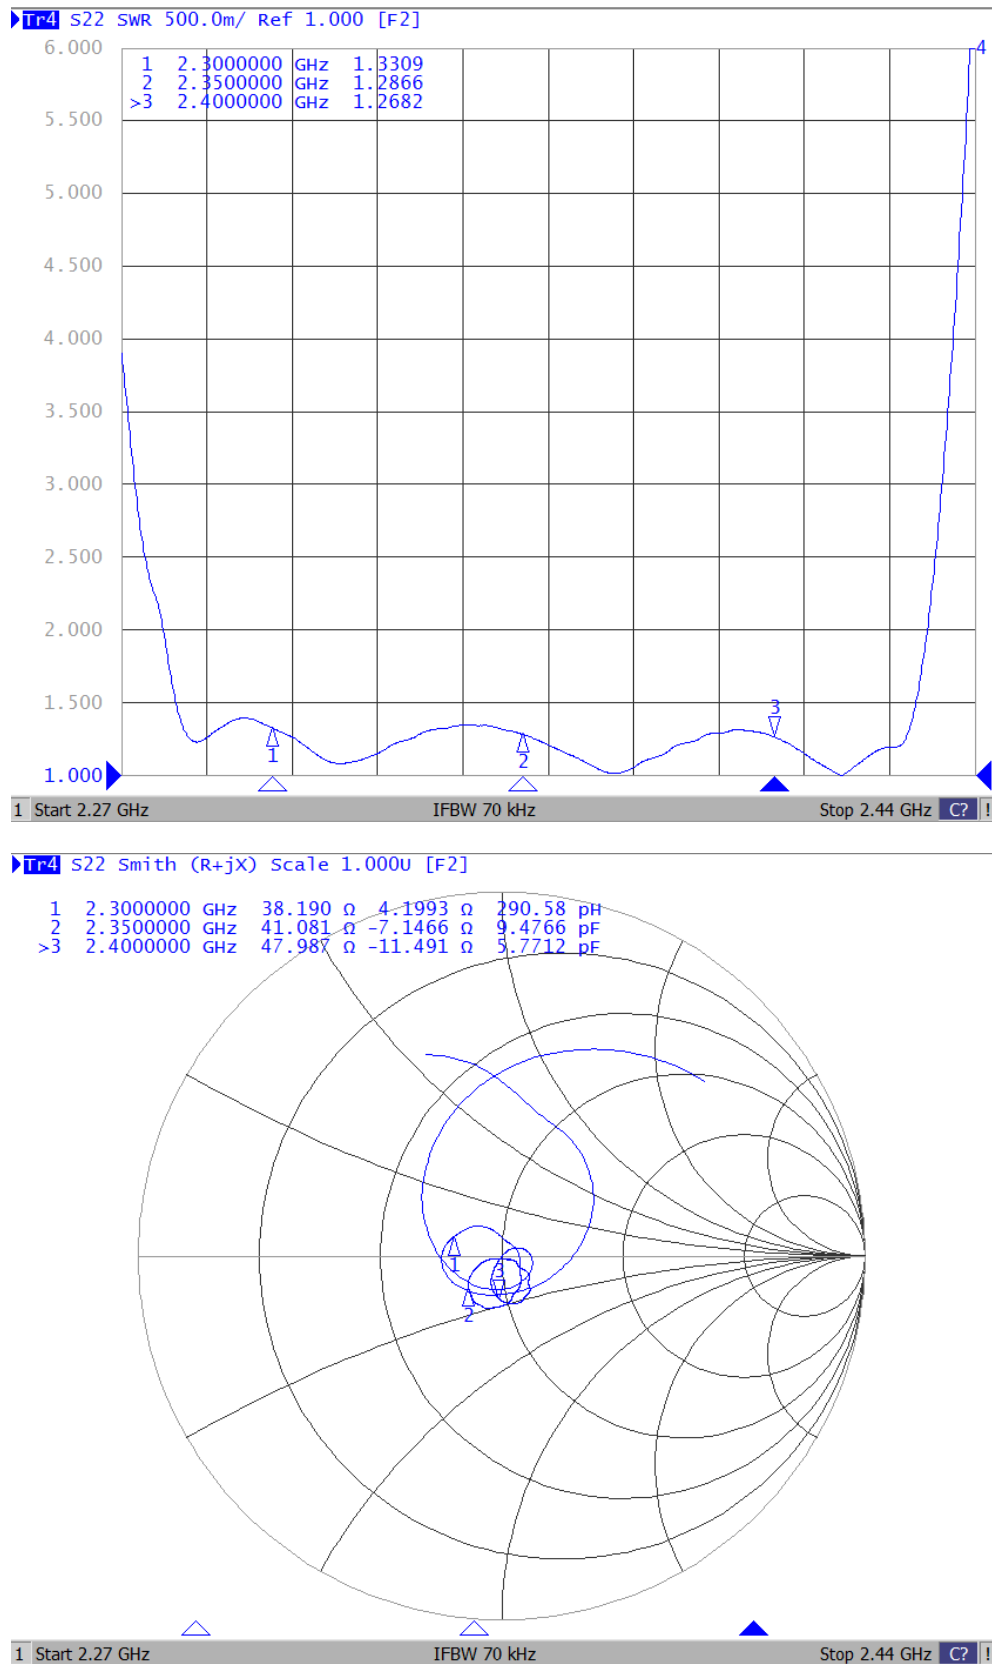 Tr4 S22 SWR 500.0m/ Ref 1.000 [F2]
6.000
5.500
5.000
4.500
4.000
3.500
3.000
2.500
2.000
1.500
1.000
1 2.3000000 GHz 1.3309
2 2.3500000 GHz 1.2866
>3 2.4000000 GHz 1.2682
4
1
2
3
1 Start 2.27 GHz IFBW 70 kHz Stop 2.44 GHz C? !
Tr4 S22 Smith (R+jX) Scale 1.000U [F2]
1 2.3000000 GHz 38.190 Ω 4.1993 Ω 290.58 pH
2 2.3500000 GHz 41.081 Ω -7.1466 Ω 9.4766 pF
>3 2.4000000 GHz 47.987 Ω -11.491 Ω 5.7712 pF
1
3
2
1 Start 2.27 GHz IFBW 70 kHz Stop 2.44 GHz C? !